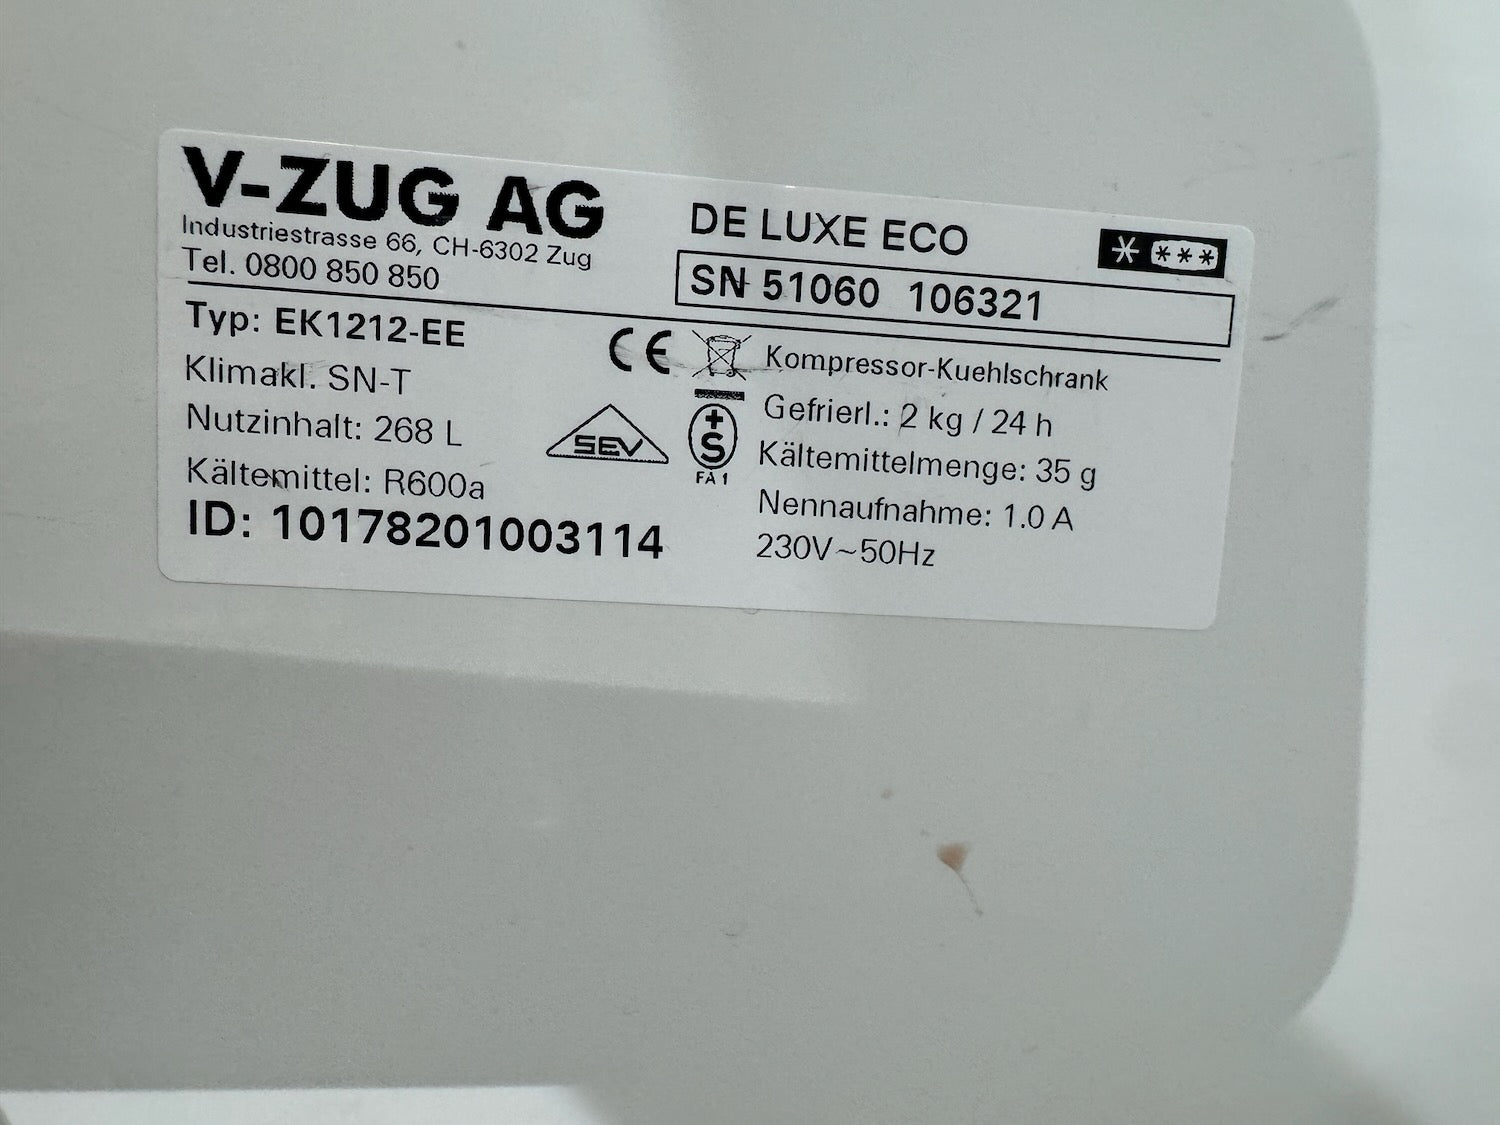 V-ZUG AG
Industriestrasse 66, CH-6302 Zug
Tel. 0800 850 850
DE LUXE ECO
* ***
SN 51060 106321
Typ: EK1212-EE
Klimakl. SN-T
Nutzinhalt: 268 L
Kältemittel: R600a
ID: 10178201003114
CE
SEV
+S
FA1
Kompressor-Kuehlschrank
Gefrierl.: 2 kg / 24 h
Kältemittelmenge: 35 g
Nennaufnahme: 1.0 A
230V~50Hz